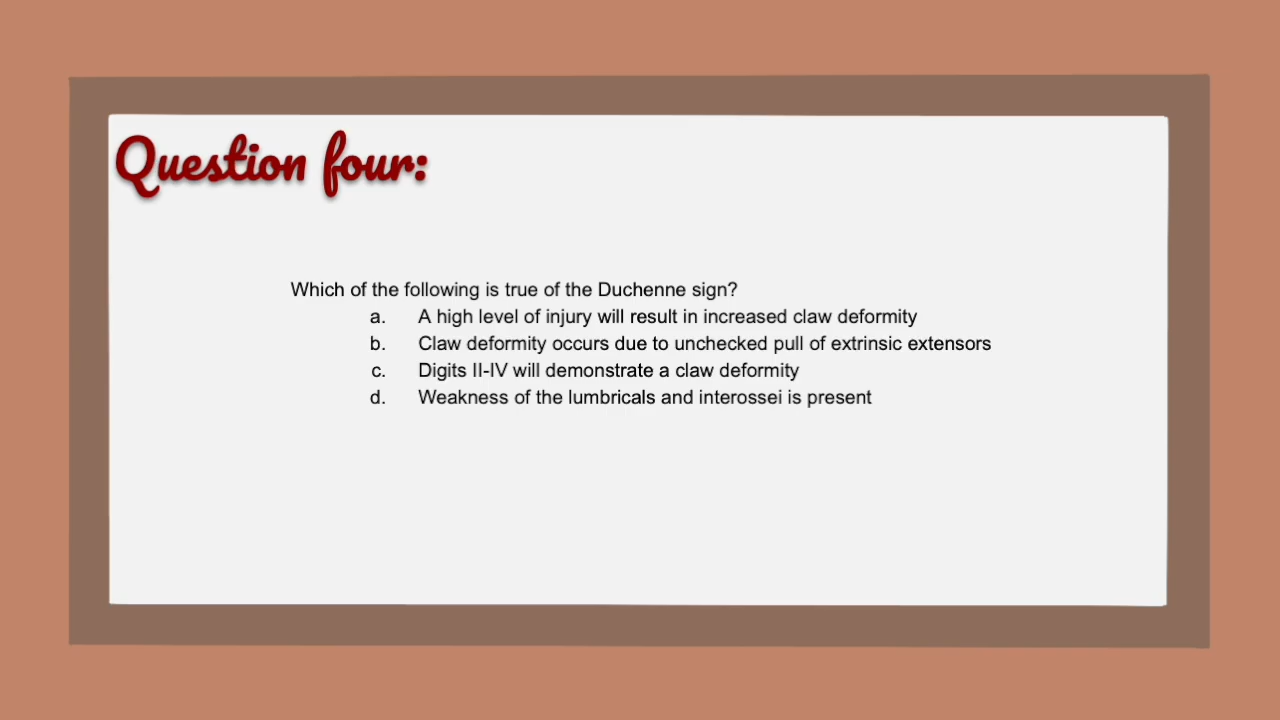 Question four:
Which of the following is true of the Duchenne sign?
a. A high level of injury will result in increased claw deformity
b. Claw deformity occurs due to unchecked pull of extrinsic extensors
c. Digits II-IV will demonstrate a claw deformity
d. Weakness of the lumbricals and interossei is present